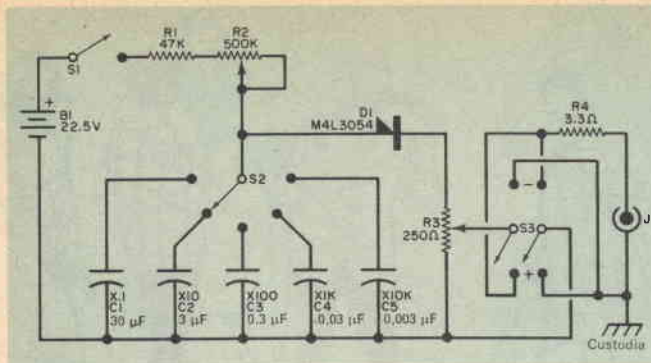 S1
R1
47K
R2
500K
+
B1
22.5V
D1
M4L3054
S2
R3
250Ω
R4
3.3Ω
-
S3
+
J
X.1
C1
30 µF
X10
C2
3 µF
X100
C3
0,3 µF
X1K
C4
0,03 µF
X10K
C5
0,003 µF
Custodia